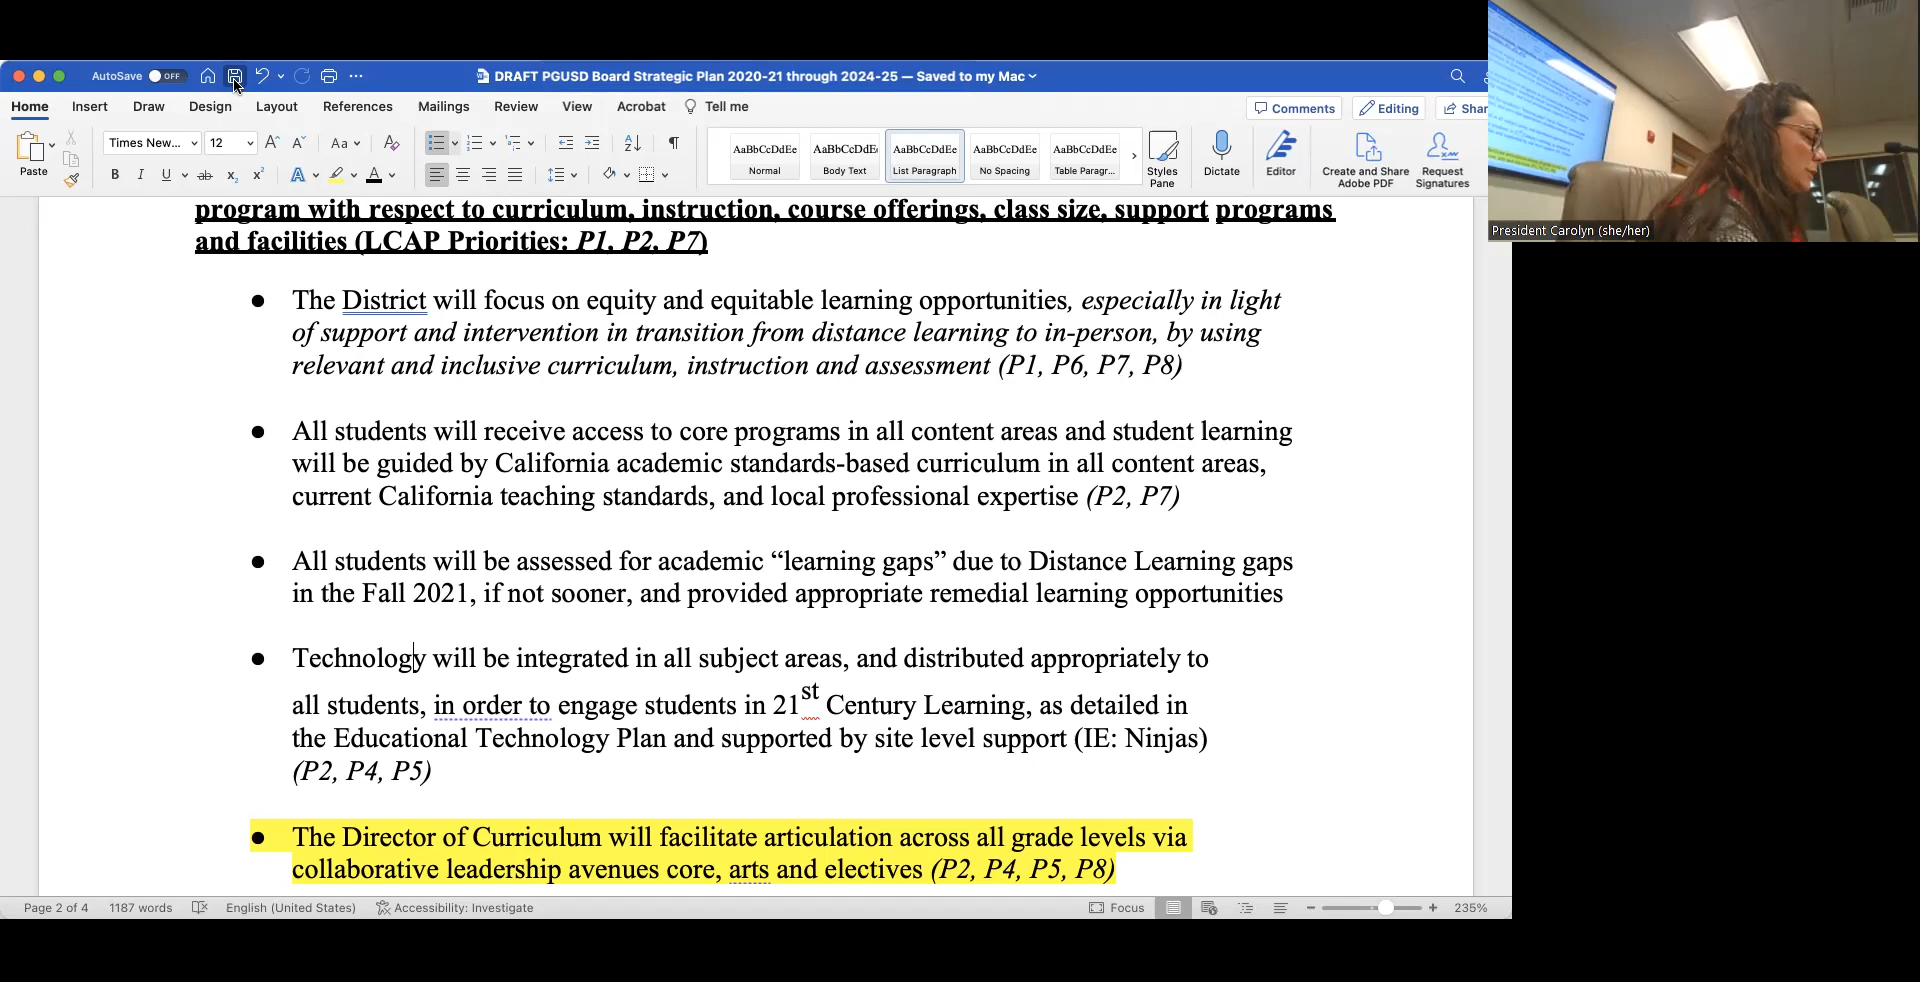 AutoSave OFF
DRAFT PGUSD Board Strategic Plan 2020-21 through 2024-25 — Saved to my Mac
Home Insert Draw Design Layout References Mailings Review View Acrobat Tell me
Comments Editing Shar
Paste
Times New... 12
Aa
B I U ab x2 x2 A A
AaBbCcDdEe AaBbCcDdE AaBbCcDdEe AaBbCcDdEe AaBbCcDdEe
Normal Body Text List Paragraph No Spacing Table Paragr...
Styles Pane
Dictate
Editor
Create and Share Adobe PDF
Request Signatures
President Carolyn (she/her)
program with respect to curriculum, instruction, course offerings, class size, support programs
and facilities (LCAP Priorities: P1, P2, P7)
● The District will focus on equity and equitable learning opportunities, especially in light
of support and intervention in transition from distance learning to in-person, by using
relevant and inclusive curriculum, instruction and assessment (P1, P6, P7, P8)
● All students will receive access to core programs in all content areas and student learning
will be guided by California academic standards-based curriculum in all content areas,
current California teaching standards, and local professional expertise (P2, P7)
● All students will be assessed for academic “learning gaps” due to Distance Learning gaps
in the Fall 2021, if not sooner, and provided appropriate remedial learning opportunities
● Technology will be integrated in all subject areas, and distributed appropriately to
all students, in order to engage students in 21st Century Learning, as detailed in
the Educational Technology Plan and supported by site level support (IE: Ninjas)
(P2, P4, P5)
● The Director of Curriculum will facilitate articulation across all grade levels via
collaborative leadership avenues core, arts and electives (P2, P4, P5, P8)
Page 2 of 4 1187 words English (United States) Accessibility: Investigate Focus 235%